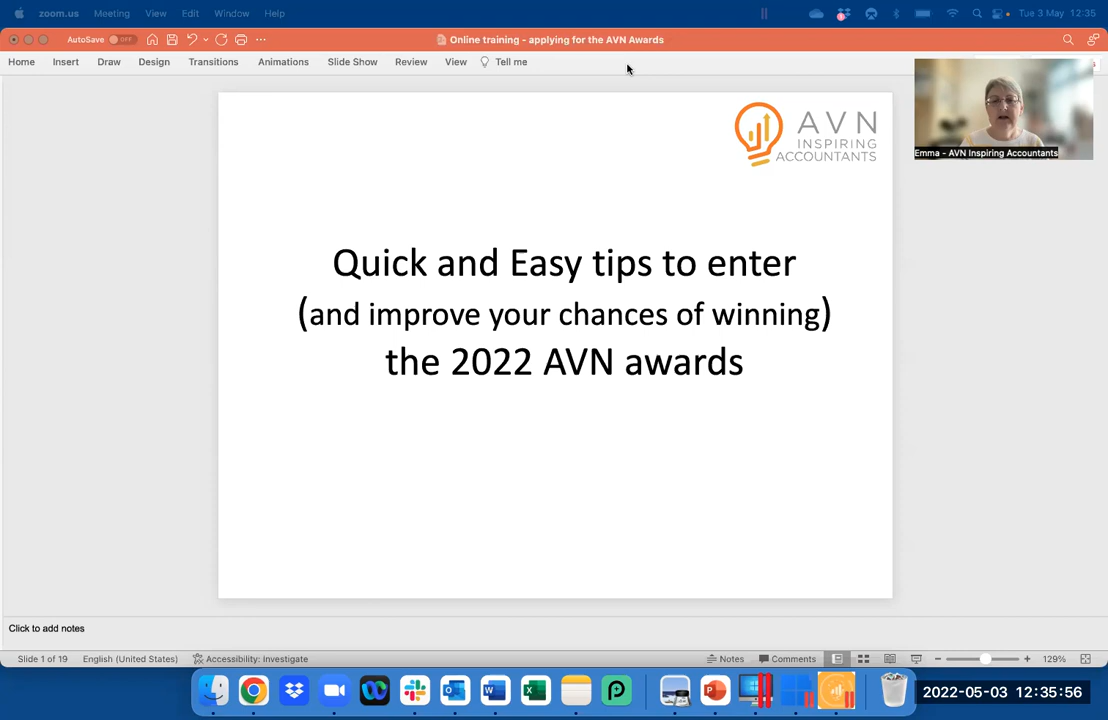 zoom.us Meeting View Edit Window Help Tue 3 May 12:35
AutoSave OFF Online training - applying for the AVN Awards
Home Insert Draw Design Transitions Animations Slide Show Review View Tell me
AVN
INSPIRING
ACCOUNTANTS
Emma - AVN Inspiring Accountants
Quick and Easy tips to enter
(and improve your chances of winning)
the 2022 AVN awards
Click to add notes
Slide 1 of 19 English (United States) Accessibility: Investigate Notes Comments 129%
2022-05-03 12:35:56